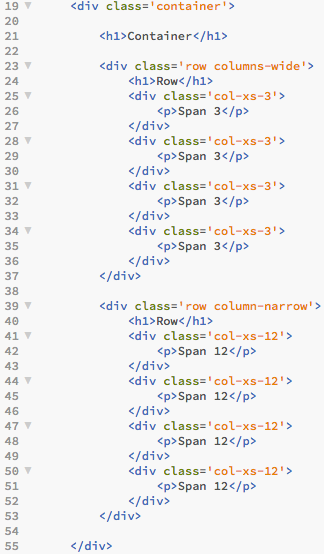 19 <div class='container'>
20
21 <h1>Container</h1>
22
23 <div class='row columns-wide'>
24 <h1>Row</h1>
25 <div class='col-xs-3'>
26 <p>Span 3</p>
27 </div>
28 <div class='col-xs-3'>
29 <p>Span 3</p>
30 </div>
31 <div class='col-xs-3'>
32 <p>Span 3</p>
33 </div>
34 <div class='col-xs-3'>
35 <p>Span 3</p>
36 </div>
37 </div>
38
39 <div class='row column-narrow'>
40 <h1>Row</h1>
41 <div class='col-xs-12'>
42 <p>Span 12</p>
43 </div>
44 <div class='col-xs-12'>
45 <p>Span 12</p>
46 </div>
47 <div class='col-xs-12'>
48 <p>Span 12</p>
49 </div>
50 <div class='col-xs-12'>
51 <p>Span 12</p>
52 </div>
53 </div>
54
55 </div>